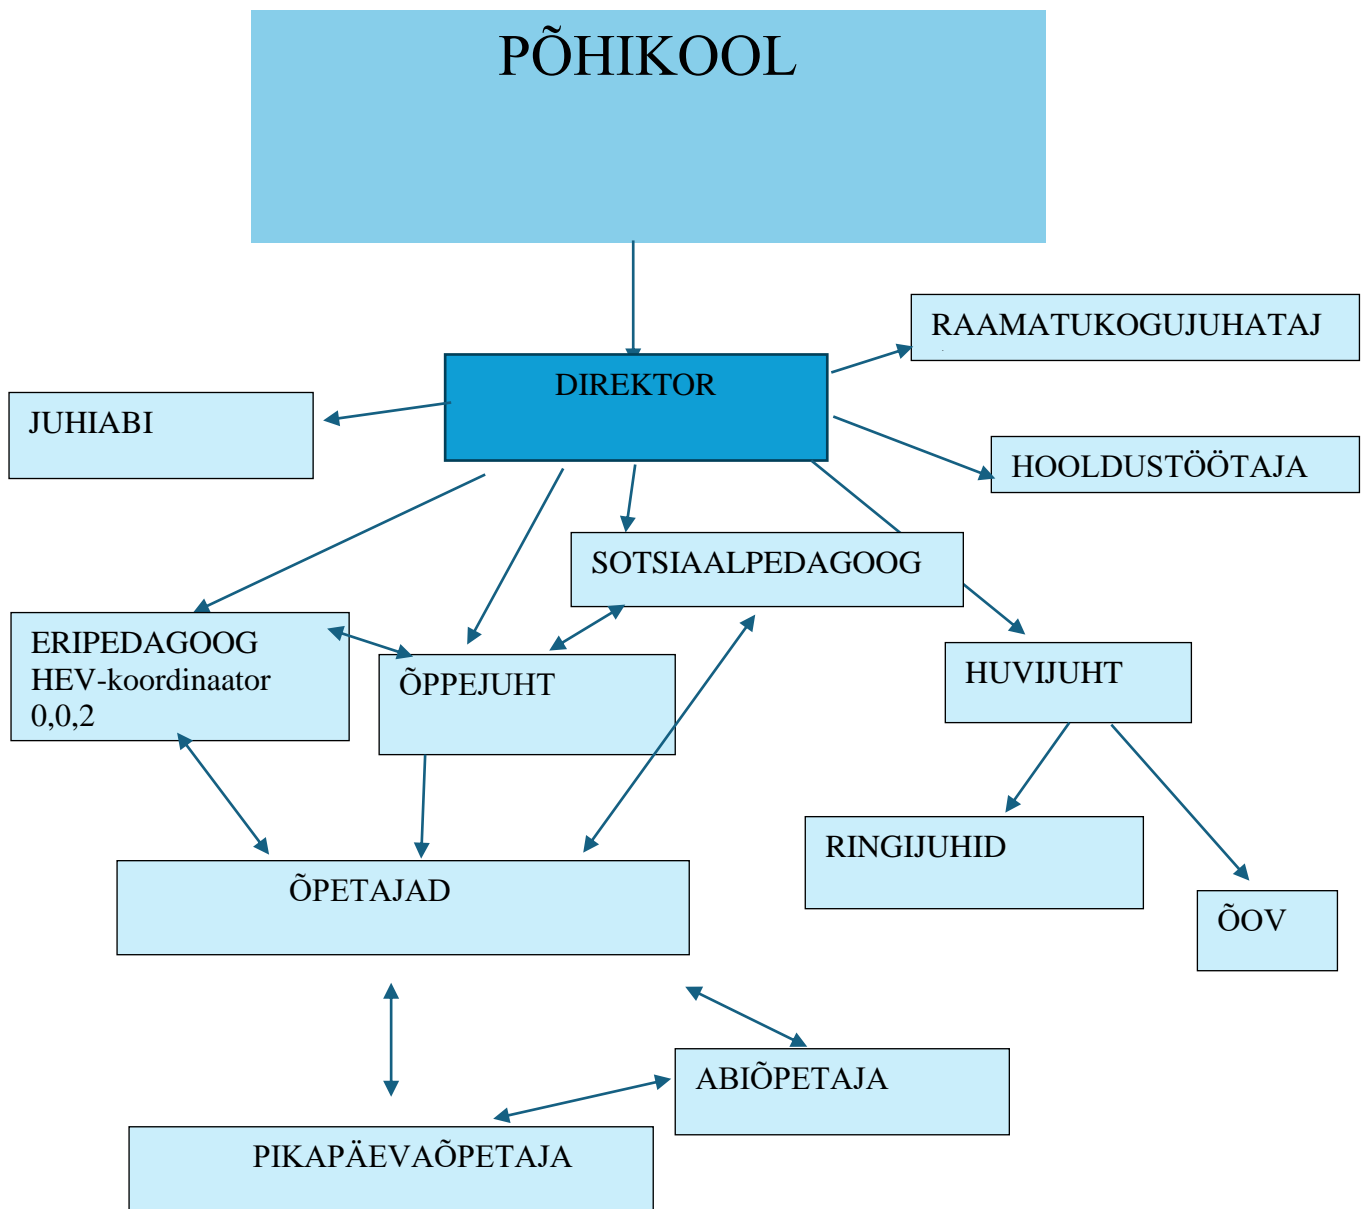 PÕHIKOOL
RAAMATUKOGUJUHATAJ
DIREKTOR
JUHIABI
HOOLDUSTÖÖTAJA
SOTSIAALPEDAGOOG
ERIPEDAGOOG
HEV-koordinaator
0,0,2
ÕPPEJUHT
HUVIJUHT
RINGIJUHID
ÕPETAJAD
ÕOV
ABIÕPETAJA
PIKAPÄEVAÕPETAJA